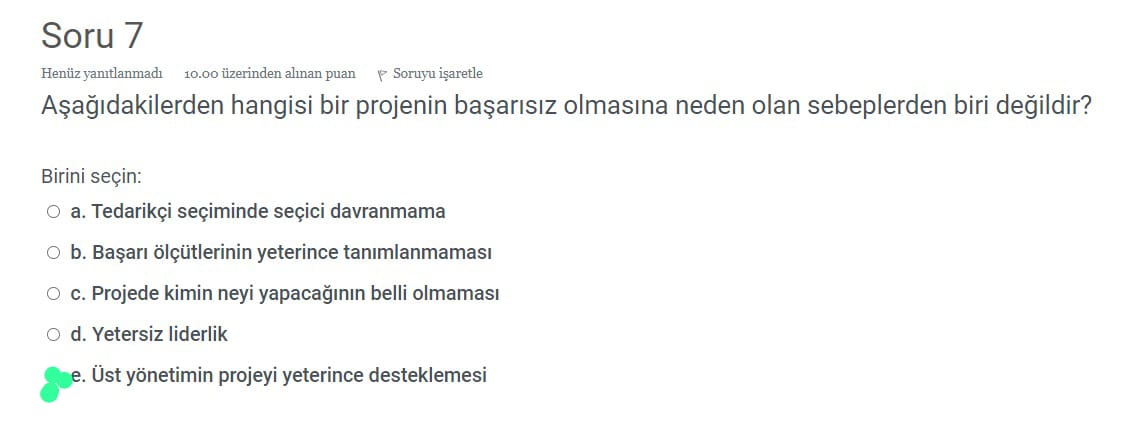 Soru 7
Henüz yanıtlanmadı 10.00 üzerinden alınan puan Soruyu işaretle
Aşağıdakilerden hangisi bir projenin başarısız olmasına neden olan sebeplerden biri değildir?
Birini seçin:
a. Tedarikçi seçiminde seçici davranmama
b. Başarı ölçütlerinin yeterince tanımlanmaması
c. Projede kimin neyi yapacağının belli olmaması
d. Yetersiz liderlik
e. Üst yönetimin projeyi yeterince desteklemesi